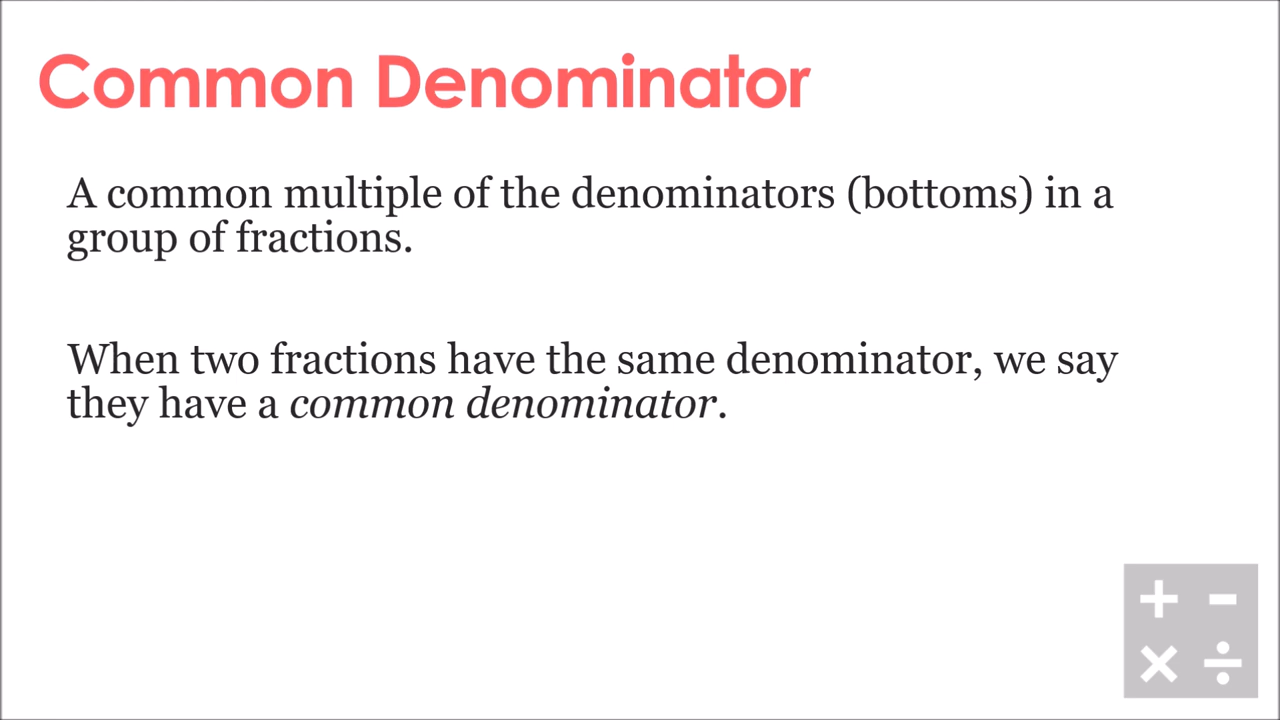 Common Denominator
A common multiple of the denominators (bottoms) in a
group of fractions.
When two fractions have the same denominator, we say
they have a common denominator.
+ -
× ÷